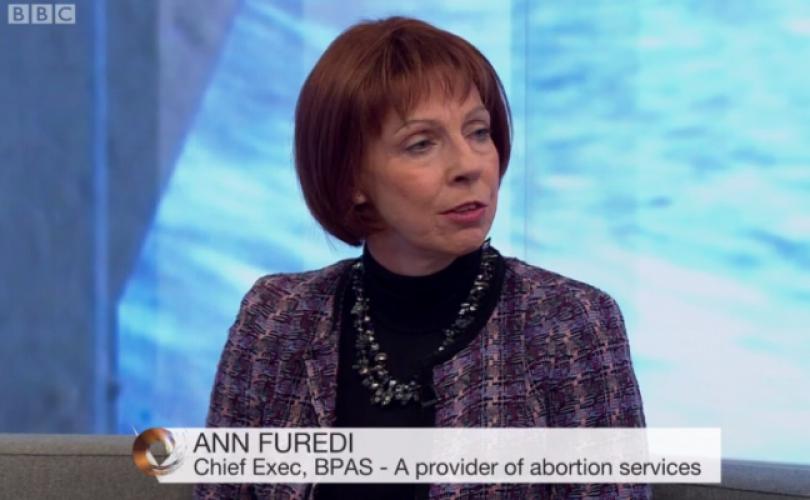 BBC
ANN FUREDI
Chief Exec, BPAS - A provider of abortion services